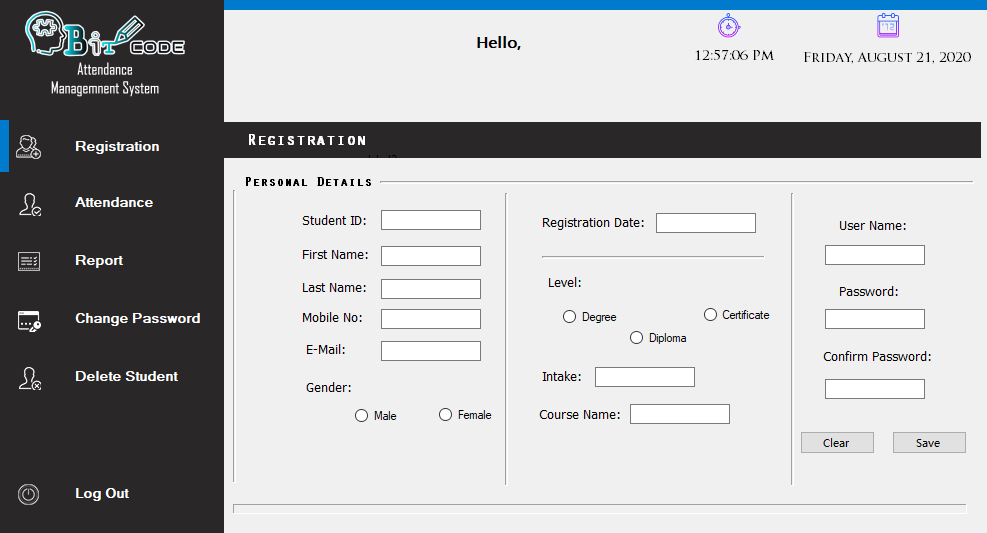 Bit CODE
Attendance
Managemnent System
Registration
Attendance
Report
Change Password
Delete Student
Log Out
Hello,
12:57:06 PM
12
Friday, August 21, 2020
Registration
Personal Details
Student ID:
First Name:
Last Name:
Mobile No:
E-Mail:
Gender:
Male
Female
Registration Date:
Level:
Degree
Certificate
Diploma
Intake:
Course Name:
User Name:
Password:
Confirm Password:
Clear
Save